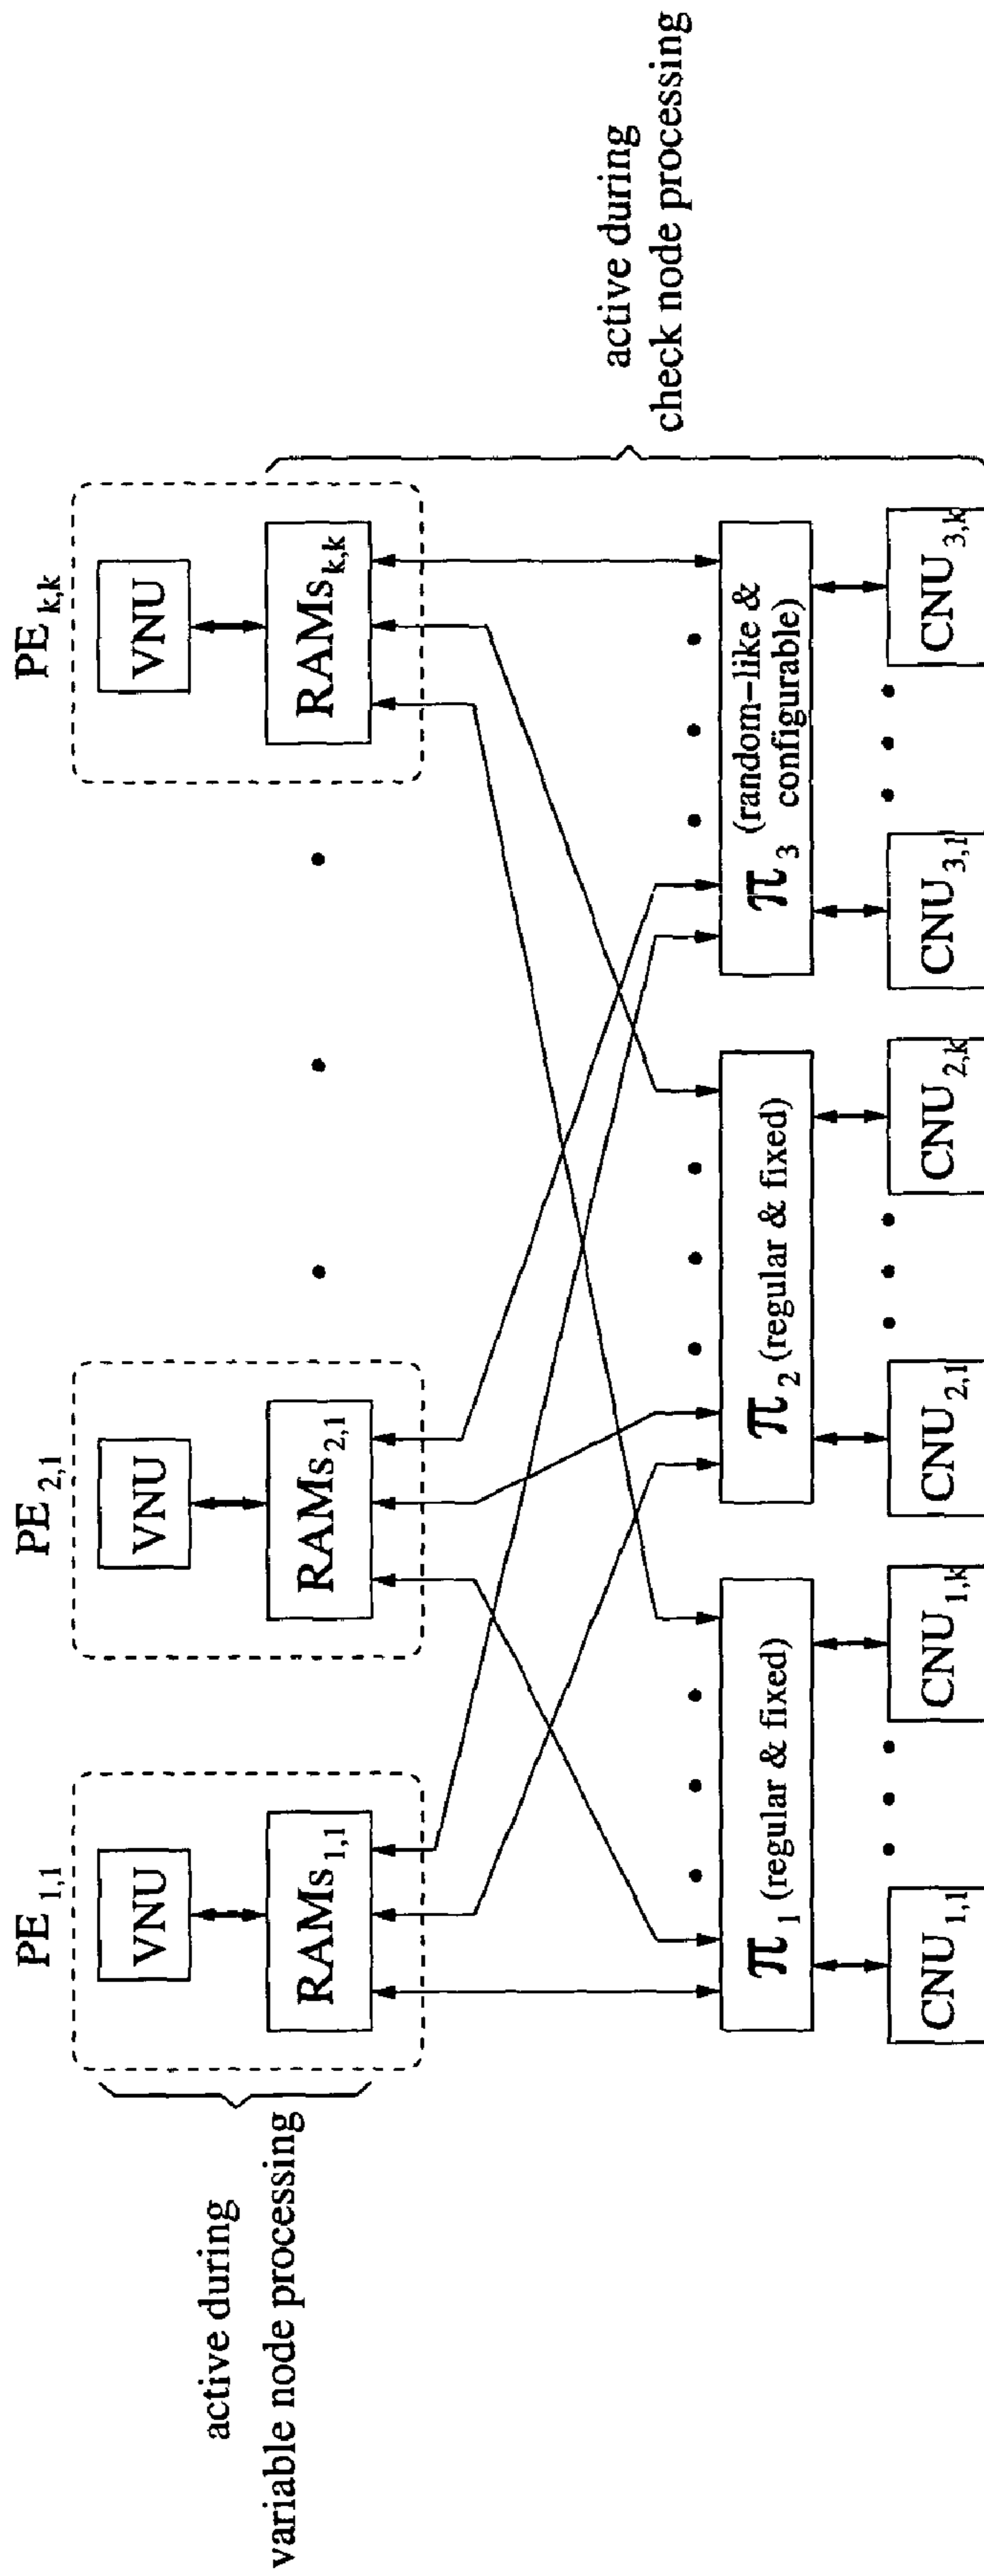 PE 1,1
PE 2,1
PE k,k
VNU
VNU
VNU
active during
variable node processing
RAMs 1,1
RAMs 2,1
RAMs k,k
active during
check node processing
π 1 (regular & fixed)
π 2 (regular & fixed)
π 3 (random-like &
configurable)
CNU 1,1
CNU 1,k
CNU 2,1
CNU 2,k
CNU 3,1
CNU 3,k